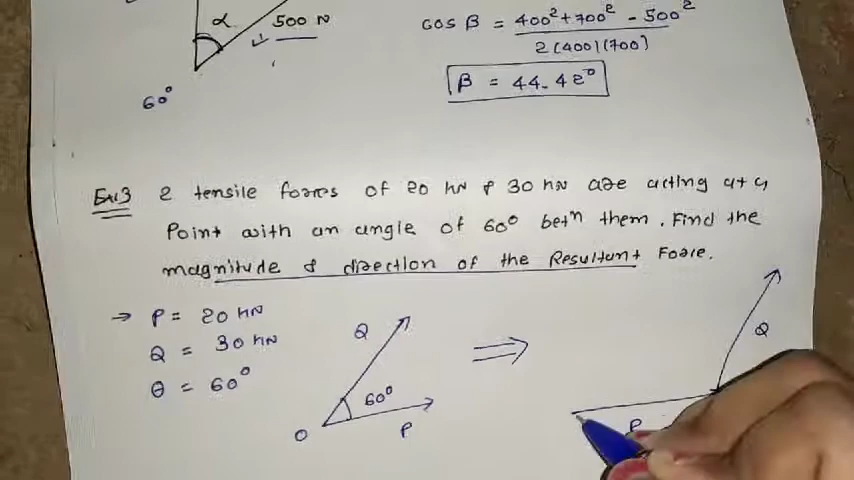 α 500 N
60°
cos β = 400² + 700² - 500²
2(400)(700)
β = 44.42°
Ex:3 2 tensile forces of 20 kN & 30 kN are acting at a
Point with an angle of 60° betⁿ them. Find the
magnitude & direction of the Resultant Force.
→ P = 20 kN
Q = 30 kN
θ = 60°
Q
60°
O P
⇒
Q
P